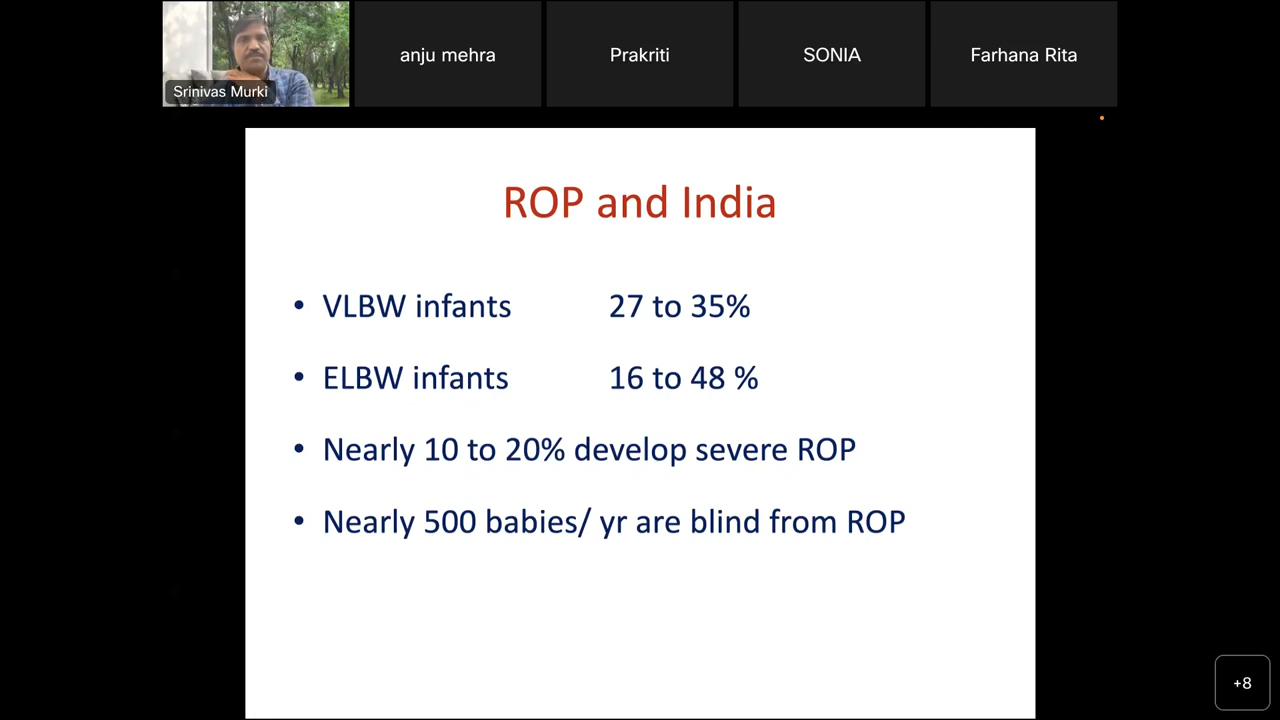 Srinivas Murki
anju mehra
Prakriti
SONIA
Farhana Rita
ROP and India
• VLBW infants 27 to 35%
• ELBW infants 16 to 48 %
• Nearly 10 to 20% develop severe ROP
• Nearly 500 babies/ yr are blind from ROP
+8